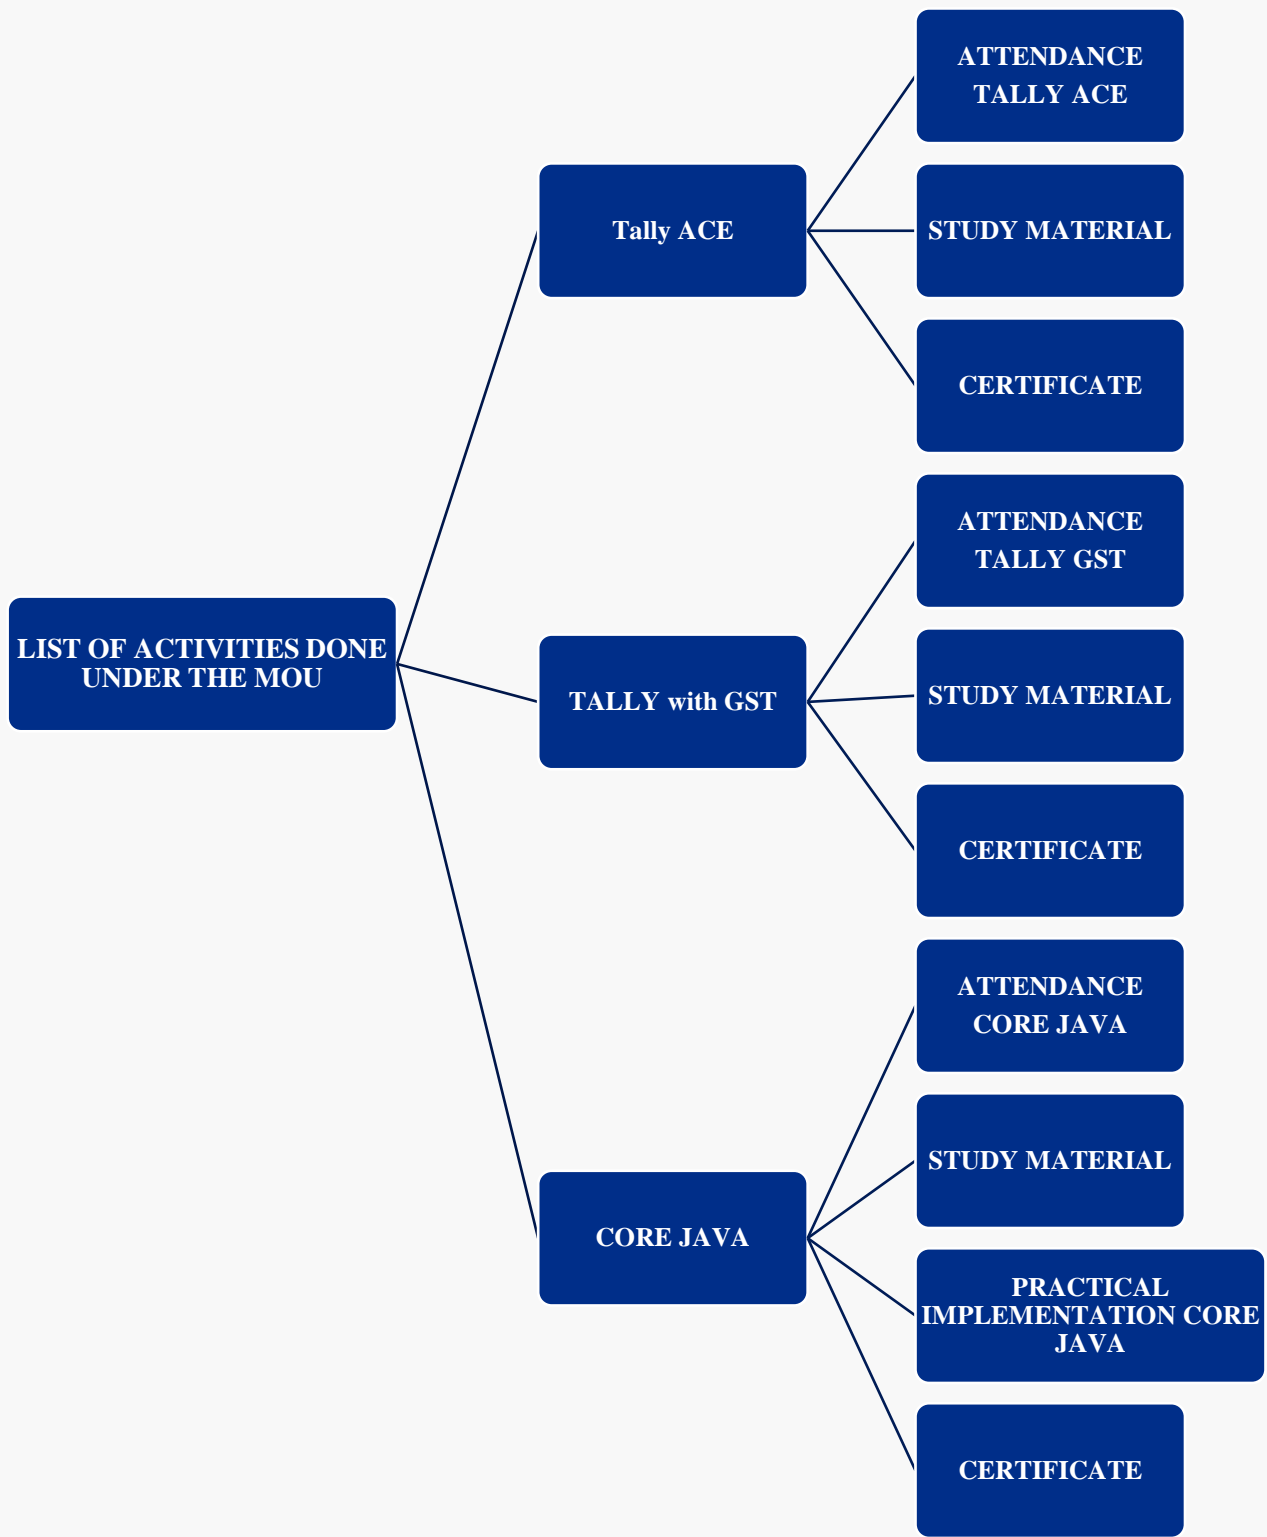 LIST OF ACTIVITIES DONE
UNDER THE MOU
Tally ACE
ATTENDANCE
TALLY ACE
STUDY MATERIAL
CERTIFICATE
TALLY with GST
ATTENDANCE
TALLY GST
STUDY MATERIAL
CERTIFICATE
CORE JAVA
ATTENDANCE
CORE JAVA
STUDY MATERIAL
PRACTICAL
IMPLEMENTATION CORE
JAVA
CERTIFICATE